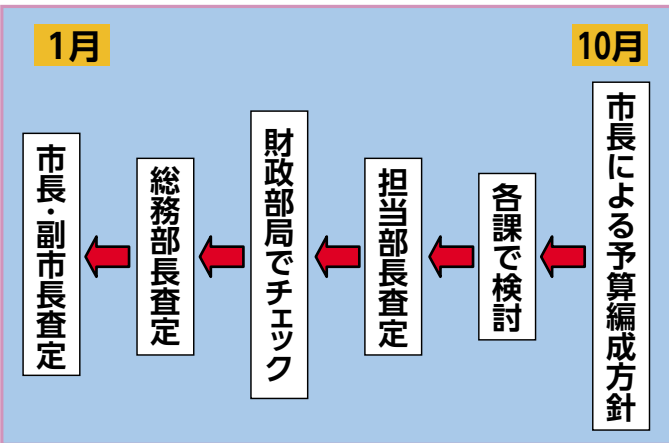 10月
市長による予算編成方針
各課で検討
担当部長査定
財政部局でチェック
総務部長査定
1月
市長・副市長査定